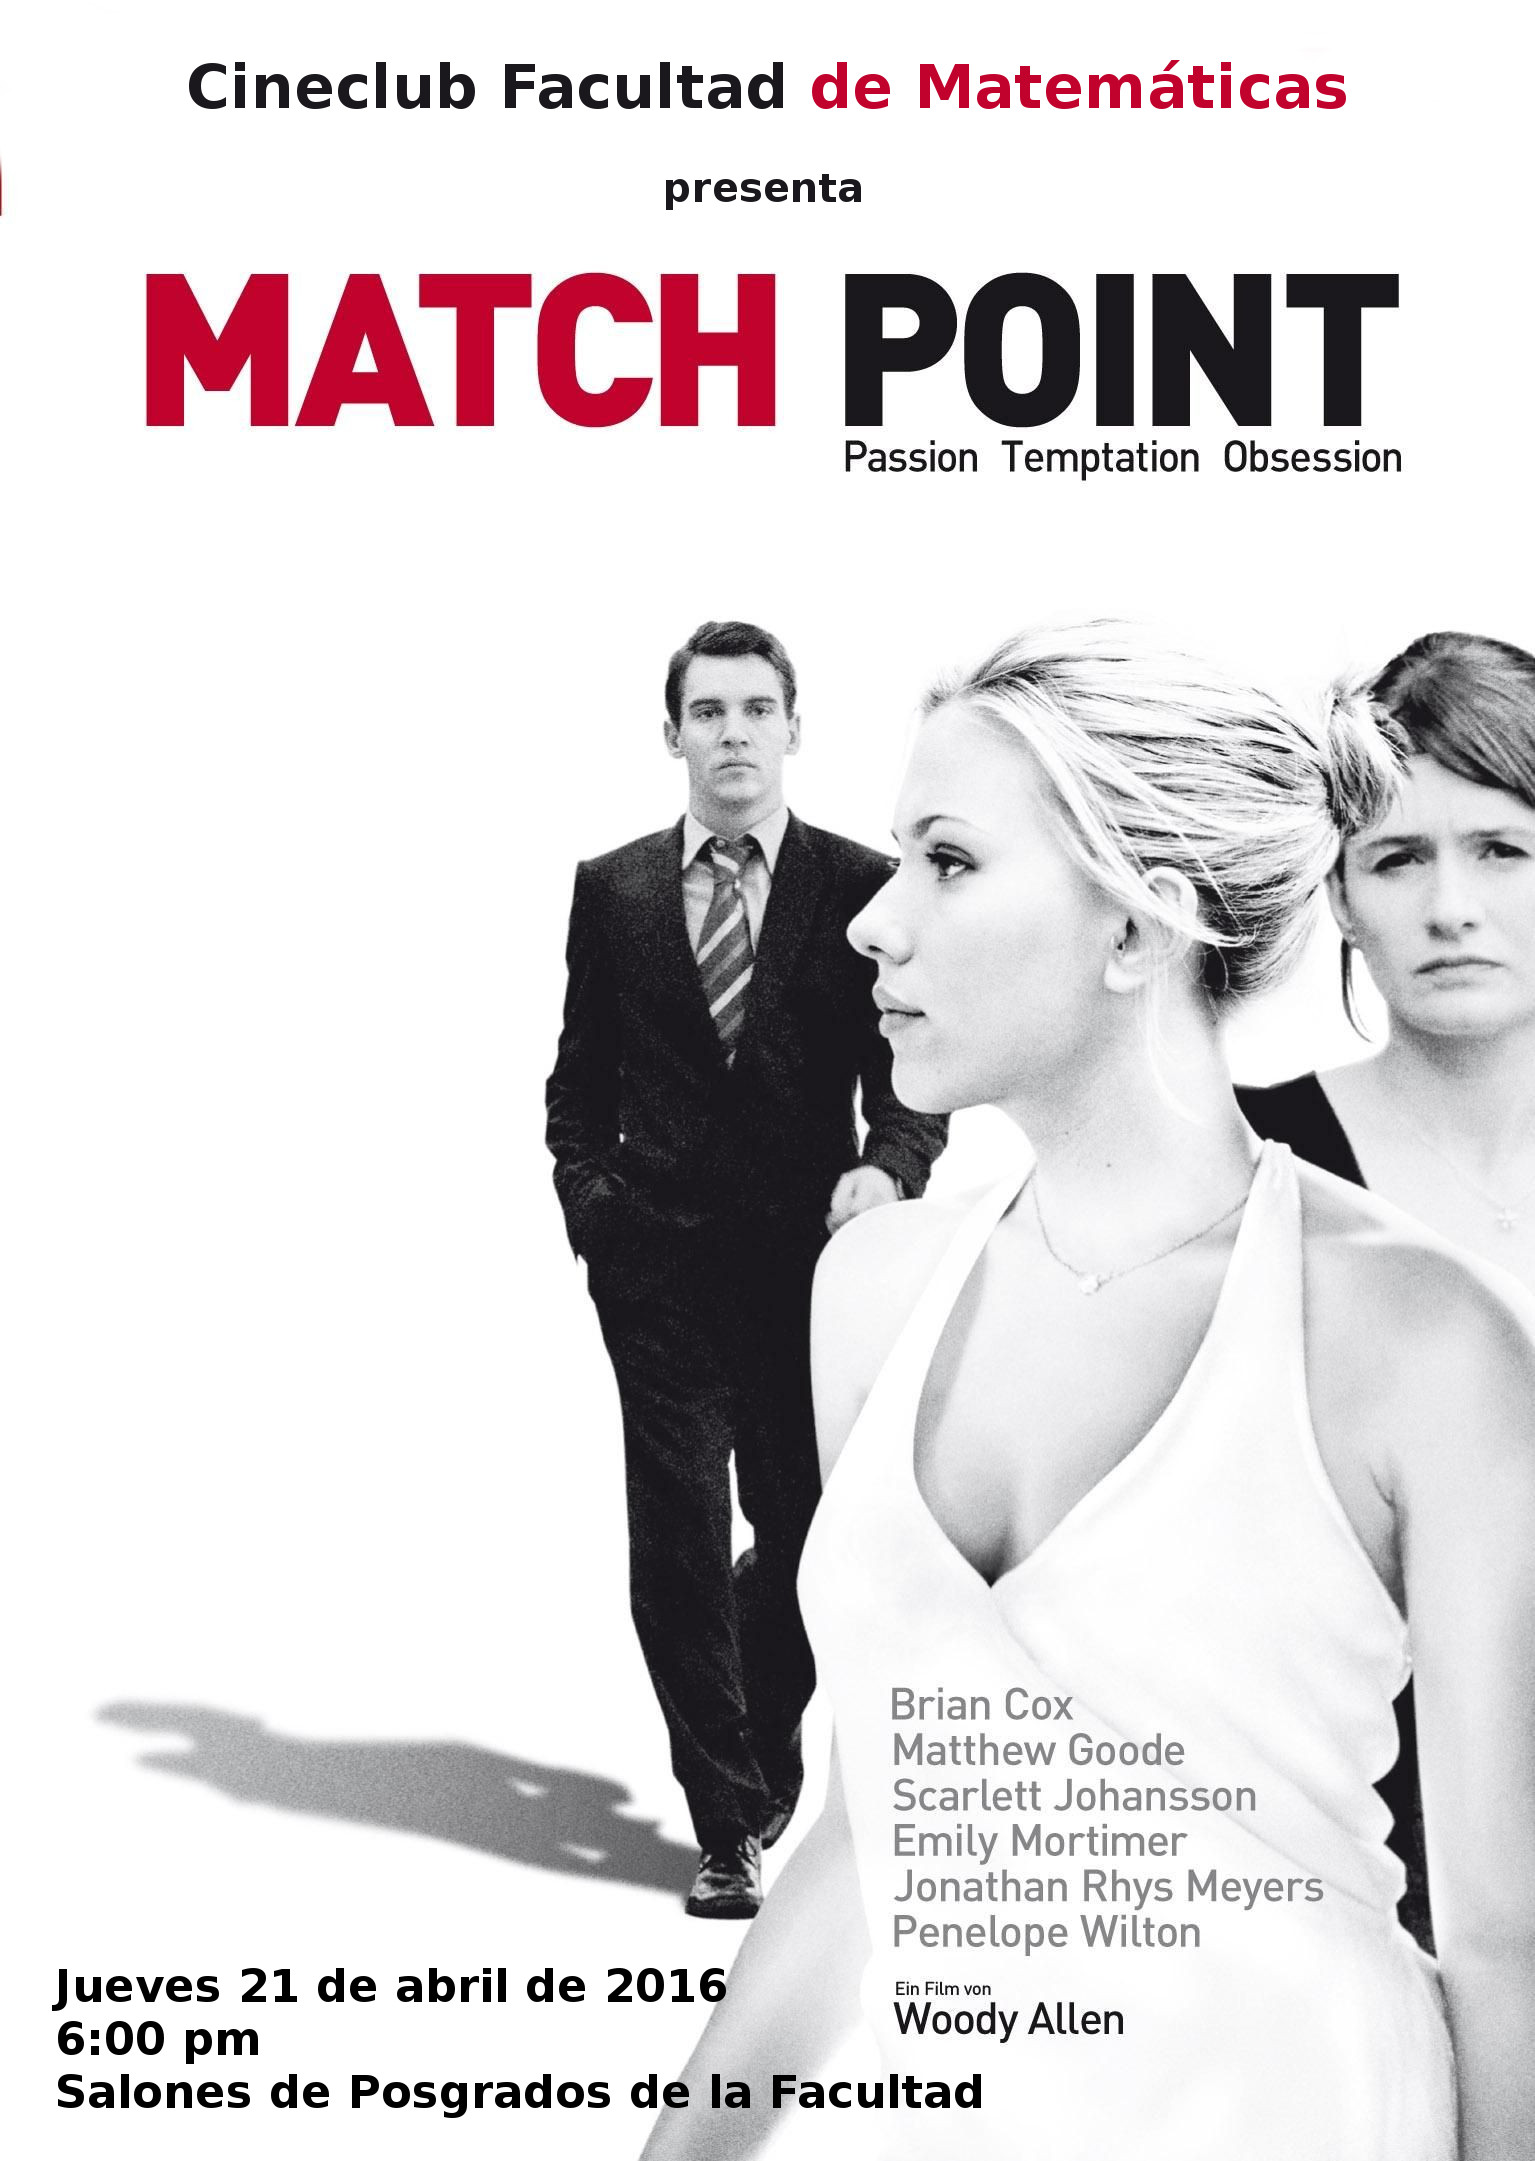 Cineclub Facultad de Matemáticas
presenta
MATCH POINT
Passion Temptation Obsession
Brian Cox
Matthew Goode
Scarlett Johansson
Emily Mortimer
Jonathan Rhys Meyers
Penelope Wilton
Ein Film von
Woody Allen
Jueves 21 de abril de 2016
6:00 pm
Salones de Posgrados de la Facultad